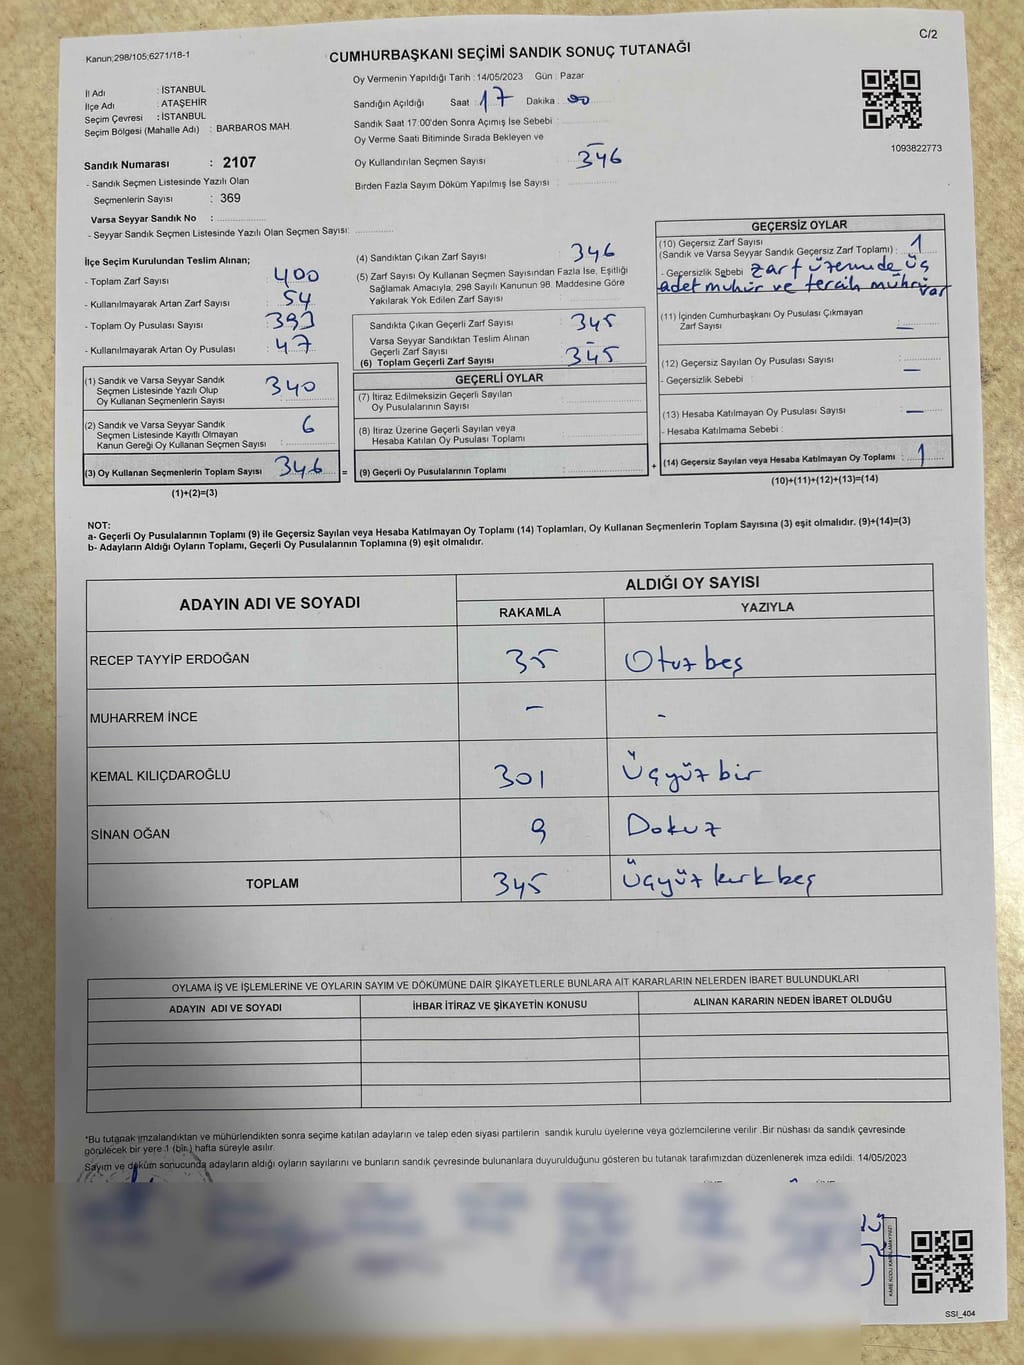 C/2
Kanun;298/105;6271/18-1
CUMHURBAŞKANI SEÇİMİ SANDIK SONUÇ TUTANAĞI
İl Adı : İSTANBUL
İlçe Adı : ATAŞEHİR
Seçim Çevresi : İSTANBUL
Seçim Bölgesi (Mahalle Adı) : BARBAROS MAH.
Sandık Numarası : 2107
- Sandık Seçmen Listesinde Yazılı Olan
Seçmenlerin Sayısı : 369
Varsa Seyyar Sandık No :
- Seyyar Sandık Seçmen Listesinde Yazılı Olan Seçmen Sayısı:
Oy Vermenin Yapıldığı Tarih : 14/05/2023 Gün : Pazar
Sandığın Açıldığı Saat : 17 Dakika : 00
Sandık Saat 17:00'den Sonra Açımış İse Sebebi :
Oy Verme Saati Bitiminde Sırada Bekleyen ve
Oy Kullandırılan Seçmen Sayısı : 346
Birden Fazla Sayım Döküm Yapılmış İse Sayısı :
1093822773
İlçe Seçim Kurulundan Teslim Alınan;
- Toplam Zarf Sayısı : 400
- Kullanılmayarak Artan Zarf Sayısı : 54
- Toplam Oy Pusulası Sayısı : 393
- Kullanılmayarak Artan Oy Pusulası : 47
(1) Sandık ve Varsa Seyyar Sandık
Seçmen Listesinde Yazılı Olup
Oy Kullanan Seçmenlerin Sayısı : 340
(2) Sandık ve Varsa Seyyar Sandık
Seçmen Listesinde Kayıtlı Olmayan
Kanun Gereği Oy Kullanan Seçmen Sayısı : 6
(3) Oy Kullanan Seçmenlerin Toplam Sayısı : 346 =
(1)+(2)=(3)
(4) Sandıktan Çıkan Zarf Sayısı : 346
(5) Zarf Sayısı Oy Kullanan Seçmen Sayısından Fazla İse, Eşitliği
Sağlamak Amacıyla, 298 Sayılı Kanunun 98. Maddesine Göre
Yakılarak Yok Edilen Zarf Sayısı :
Sandıkta Çıkan Geçerli Zarf Sayısı : 345
Varsa Seyyar Sandıktan Teslim Alınan
Geçerli Zarf Sayısı : –
(6) Toplam Geçerli Zarf Sayısı : 345
GEÇERLİ OYLAR
(7) İtiraz Edilmeksizin Geçerli Sayılan
Oy Pusulalarının Sayısı :
(8) İtiraz Üzerine Geçerli Sayılan veya
Hesaba Katılan Oy Pusulası Toplamı :
(9) Geçerli Oy Pusulalarının Toplamı : +
GEÇERSİZ OYLAR
(10) Geçersiz Zarf Sayısı
(Sandık ve Varsa Seyyar Sandık Geçersiz Zarf Toplamı) : 1
- Geçersizlik Sebebi : zarf üzerinde üç
adet mühür ve tercih mührü var
(11) İçinden Cumhurbaşkanı Oy Pusulası Çıkmayan
Zarf Sayısı : –
(12) Geçersiz Sayılan Oy Pusulası Sayısı : –
- Geçersizlik Sebebi :
(13) Hesaba Katılmayan Oy Pusulası Sayısı : –
- Hesaba Katılmama Sebebi :
(14) Geçersiz Sayılan veya Hesaba Katılmayan Oy Toplamı : 1
(10)+(11)+(12)+(13)=(14)
NOT:
a- Geçerli Oy Pusulalarının Toplamı (9) ile Geçersiz Sayılan veya Hesaba Katılmayan Oy Toplamı (14) Toplamları, Oy Kullanan Seçmenlerin Toplam Sayısına (3) eşit olmalıdır. (9)+(14)=(3)
b- Adayların Aldığı Oyların Toplamı, Geçerli Oy Pusulalarının Toplamına (9) eşit olmalıdır.
ADAYIN ADI VE SOYADI ALDIĞI OY SAYISI
RAKAMLA YAZIYLA
RECEP TAYYİP ERDOĞAN 35 Otuz beş
MUHARREM İNCE – -
KEMAL KILIÇDAROĞLU 301 Üçyüz bir
SİNAN OĞAN 9 Dokuz
TOPLAM 345 Üçyüz kırk beş
OYLAMA İŞ VE İŞLEMLERİNE VE OYLARIN SAYIM VE DÖKÜMÜNE DAİR ŞİKAYETLERLE BUNLARA AİT KARARLARIN NELERDEN İBARET BULUNDUKLARI
ADAYIN ADI VE SOYADI İHBAR İTİRAZ VE ŞİKAYETİN KONUSU ALINAN KARARIN NEDEN İBARET OLDUĞU
*Bu tutanak imzalandıktan ve mühürlendikten sonra seçime katılan adayların ve talep eden siyasi partilerin sandık kurulu üyelerine veya gözlemcilerine verilir .Bir nüshası da sandık çevresinde
görülecek bir yere 1 (bir ) hafta süreyle asılır.
Sayım ve döküm sonucunda adayların aldığı oyların sayılarını ve bunların sandık çevresinde bulunanlara duyurulduğunu gösteren bu tutanak tarafımızdan düzenlenerek imza edildi. 14/05/2023
SSI_404